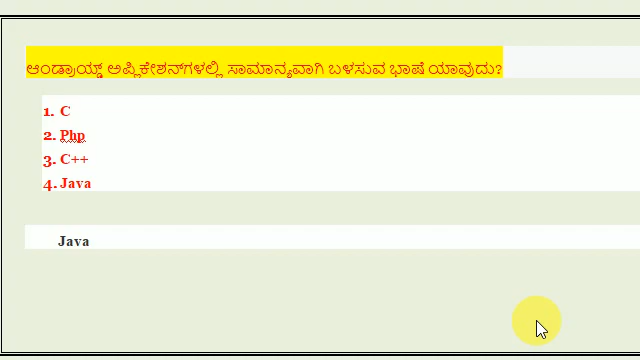 ಆಂಡ್ರಾಯ್ಡ್ ಅಪ್ಲಿಕೇಶನ್‌ಗಳಲ್ಲಿ ಸಾಮಾನ್ಯವಾಗಿ ಬಳಸುವ ಭಾಷೆ ಯಾವುದು?
1. C
2. Php
3. C++
4. Java
Java